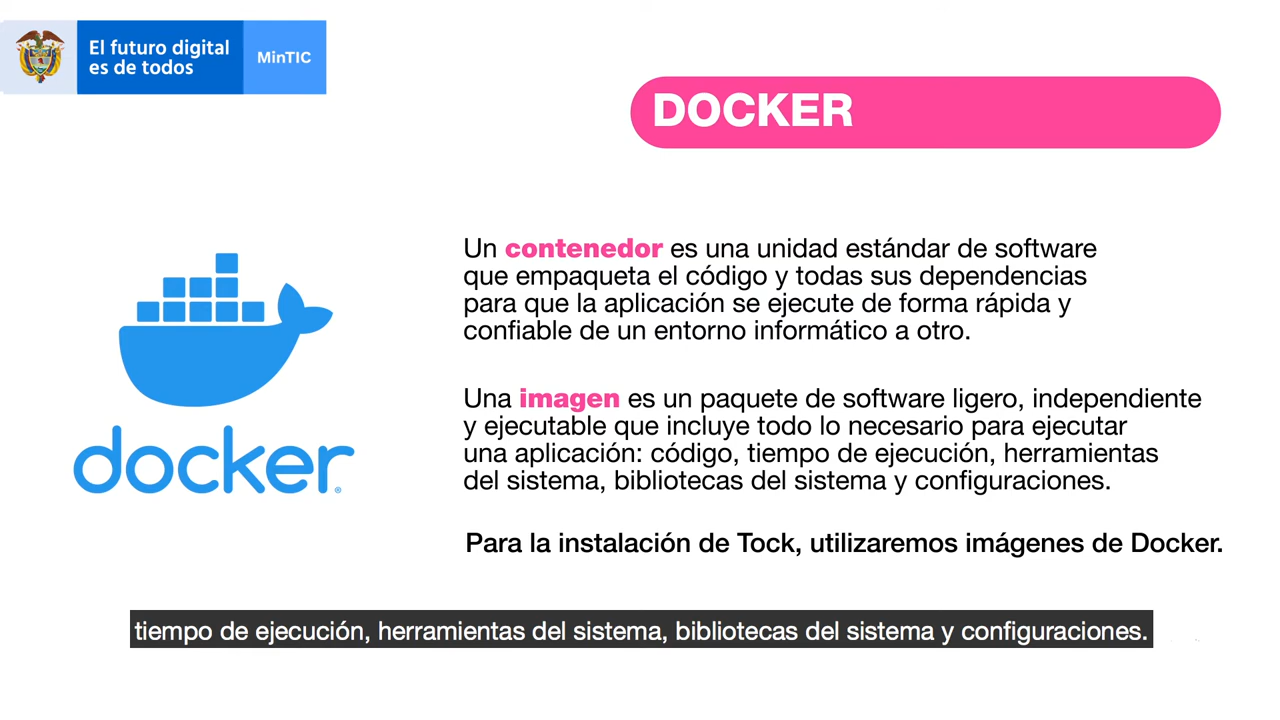 El futuro digital
es de todos
MinTIC
DOCKER
Un contenedor es una unidad estándar de software
que empaqueta el código y todas sus dependencias
para que la aplicación se ejecute de forma rápida y
confiable de un entorno informático a otro.
Una imagen es un paquete de software ligero, independiente
y ejecutable que incluye todo lo necesario para ejecutar
una aplicación: código, tiempo de ejecución, herramientas
del sistema, bibliotecas del sistema y configuraciones.
docker®
Para la instalación de Tock, utilizaremos imágenes de Docker.
tiempo de ejecución, herramientas del sistema, bibliotecas del sistema y configuraciones.